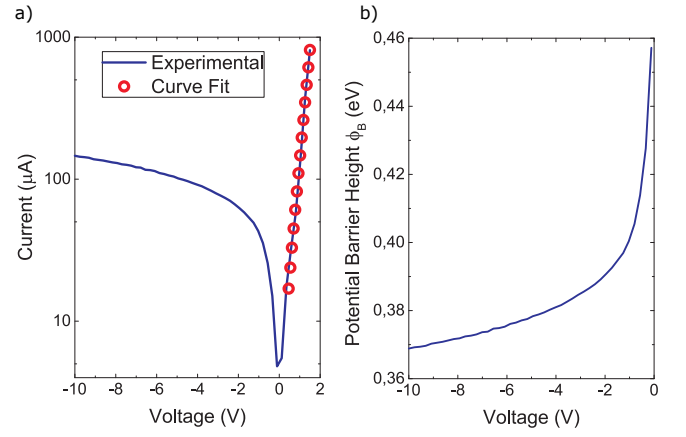 a)
1000
100
10
Current (µA)
Experimental
Curve Fit
-10 -8 -6 -4 -2 0 2
Voltage (V)
b)
0,46
0,44
0,42
0,40
0,38
0,36
Potential Barrier Height ϕB (eV)
-10 -8 -6 -4 -2 0
Voltage (V)